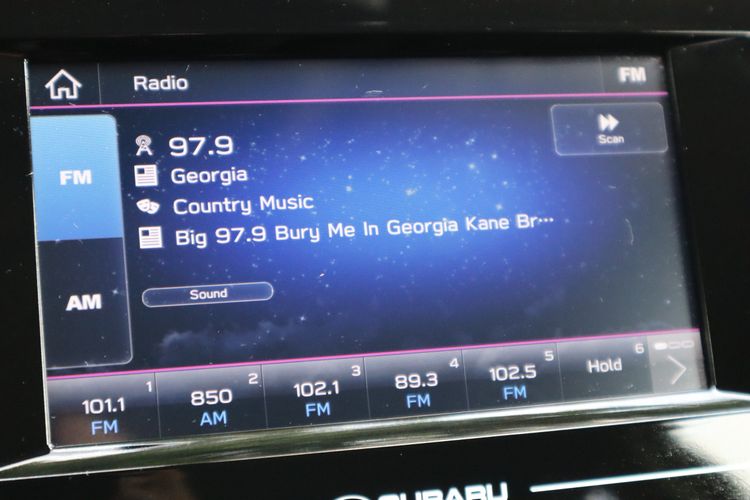 Radio
FM
FM
97.9
Georgia
Country Music
Big 97.9 Bury Me In Georgia Kane Br···
Scan
AM
Sound
1
101.1
FM
2
850
AM
3
102.1
FM
4
89.3
FM
5
102.5
FM
6
Hold
SUBARU